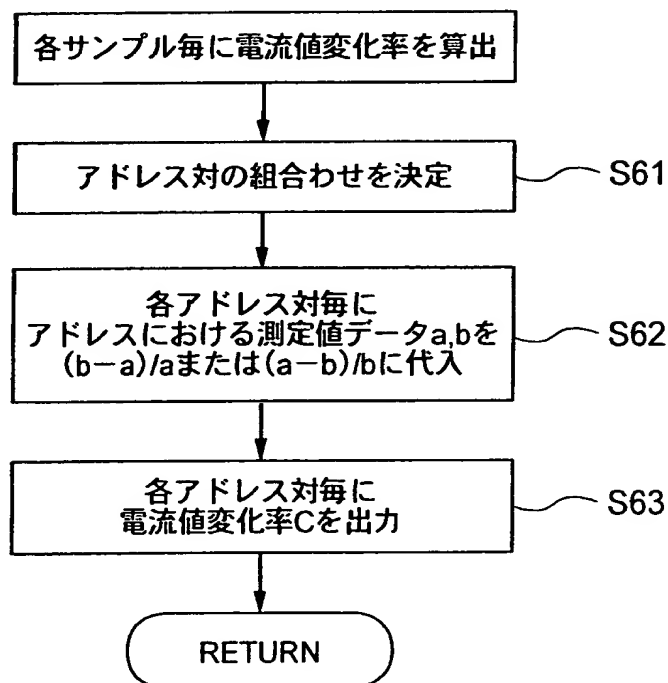 各サンプル毎に電流値変化率を算出
アドレス対の組合わせを決定
S61
各アドレス対毎に
アドレスにおける測定値データa,bを
(b−a)/aまたは(a−b)/bに代入
S62
各アドレス対毎に
電流値変化率Cを出力
S63
RETURN